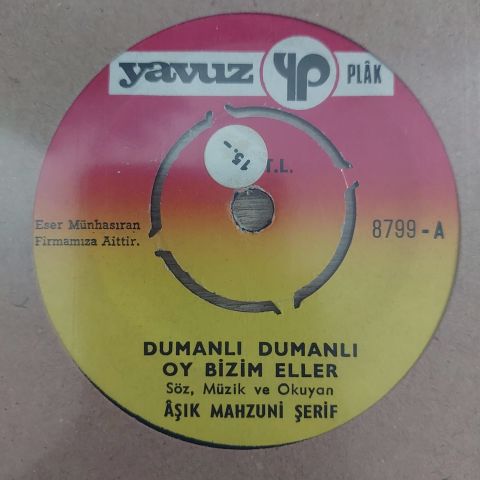 yavuz yp PLÂK
15.-
T.L.
Eser Münhasıran
Firmamıza Aittir.
8799-A
DUMANLI DUMANLI
OY BİZİM ELLER
Söz, Müzik ve Okuyan
ÂŞIK MAHZUNİ ŞERİF